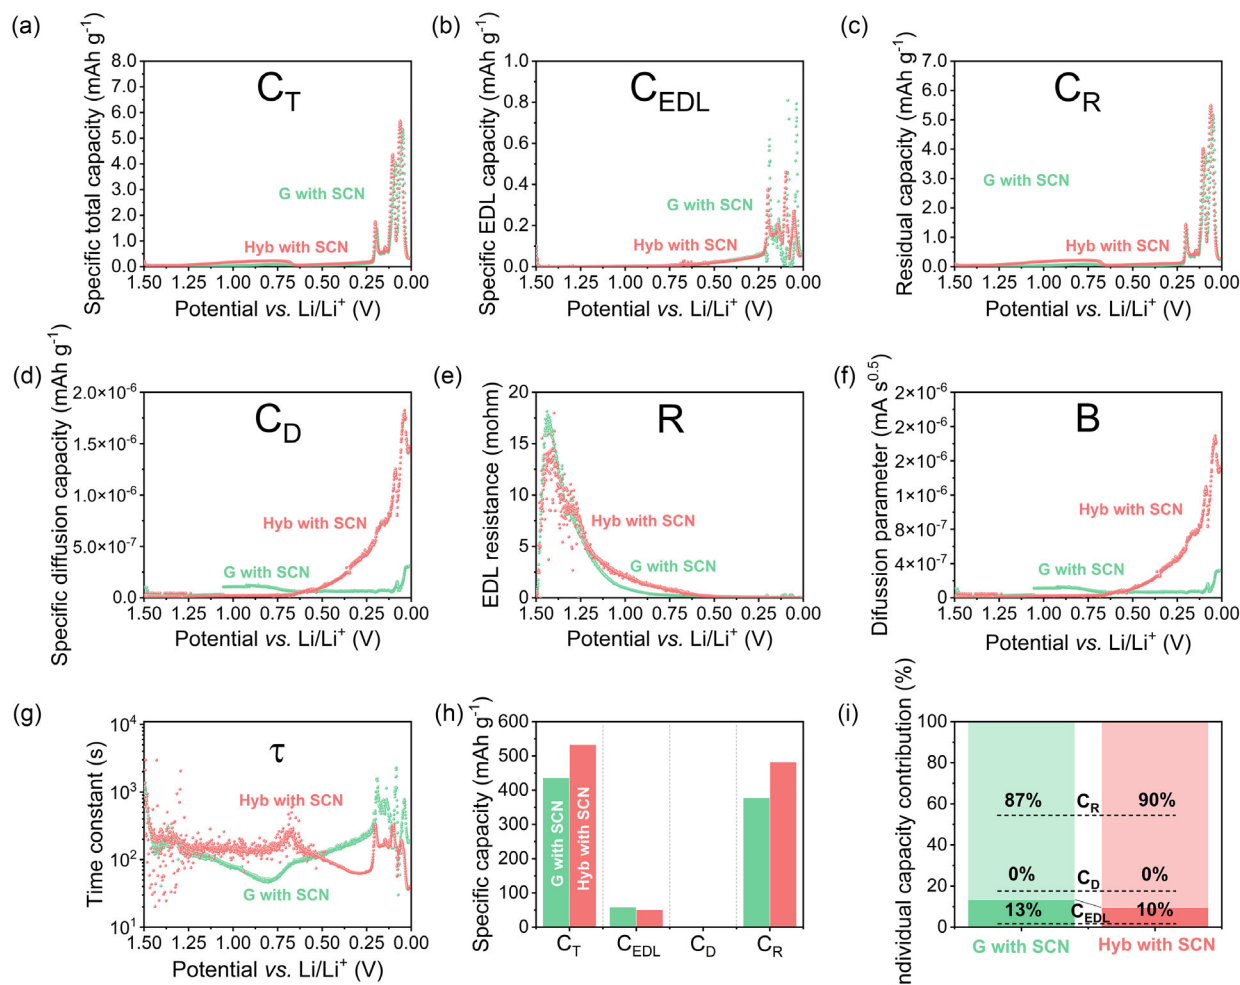 (a)
Specific total capacity (mAh g-1)
8.0
7.0
6.0
5.0
4.0
3.0
2.0
1.0
0.0
CT
G with SCN
Hyb with SCN
1.50 1.25 1.00 0.75 0.50 0.25 0.00
Potential vs. Li/Li+ (V)
(b)
Specific EDL capacity (mAh g-1)
1.0
0.8
0.6
0.4
0.2
0.0
CEDL
G with SCN
Hyb with SCN
1.50 1.25 1.00 0.75 0.50 0.25 0.00
Potential vs. Li/Li+ (V)
(c)
Residual capacity (mAh g-1)
7.0
6.0
5.0
4.0
3.0
2.0
1.0
0.0
CR
G with SCN
Hyb with SCN
1.50 1.25 1.00 0.75 0.50 0.25 0.00
Potential vs. Li/Li+ (V)
(d)
Specific diffusion capacity (mAh g-1)
2.0×10-6
1.5×10-6
1.0×10-6
5.0×10-7
0.0
CD
Hyb with SCN
G with SCN
1.50 1.25 1.00 0.75 0.50 0.25 0.00
Potential vs. Li/Li+ (V)
(e)
EDL resistance (mohm)
20
15
10
5
0
R
Hyb with SCN
G with SCN
1.50 1.25 1.00 0.75 0.50 0.25 0.00
Potential vs. Li/Li+ (V)
(f)
Difussion parameter (mA s0.5)
2×10-6
2×10-6
2×10-6
1×10-6
8×10-7
4×10-7
0.0
B
Hyb with SCN
G with SCN
1.50 1.25 1.00 0.75 0.50 0.25 0.00
Potential vs. Li/Li+ (V)
(g)
Time constant (s)
104
103
102
101
τ
Hyb with SCN
G with SCN
1.50 1.25 1.00 0.75 0.50 0.25 0.00
Potential vs. Li/Li+ (V)
(h)
Specific capacity (mAh g-1)
600
500
400
300
200
100
0
G with SCN
Hyb with SCN
CT CEDL CD CR
(i)
ndividual capacity contribution (%)
100
80
60
40
20
0
87% CR 90%
0% CD 0%
13% CEDL 10%
G with SCN Hyb with SCN